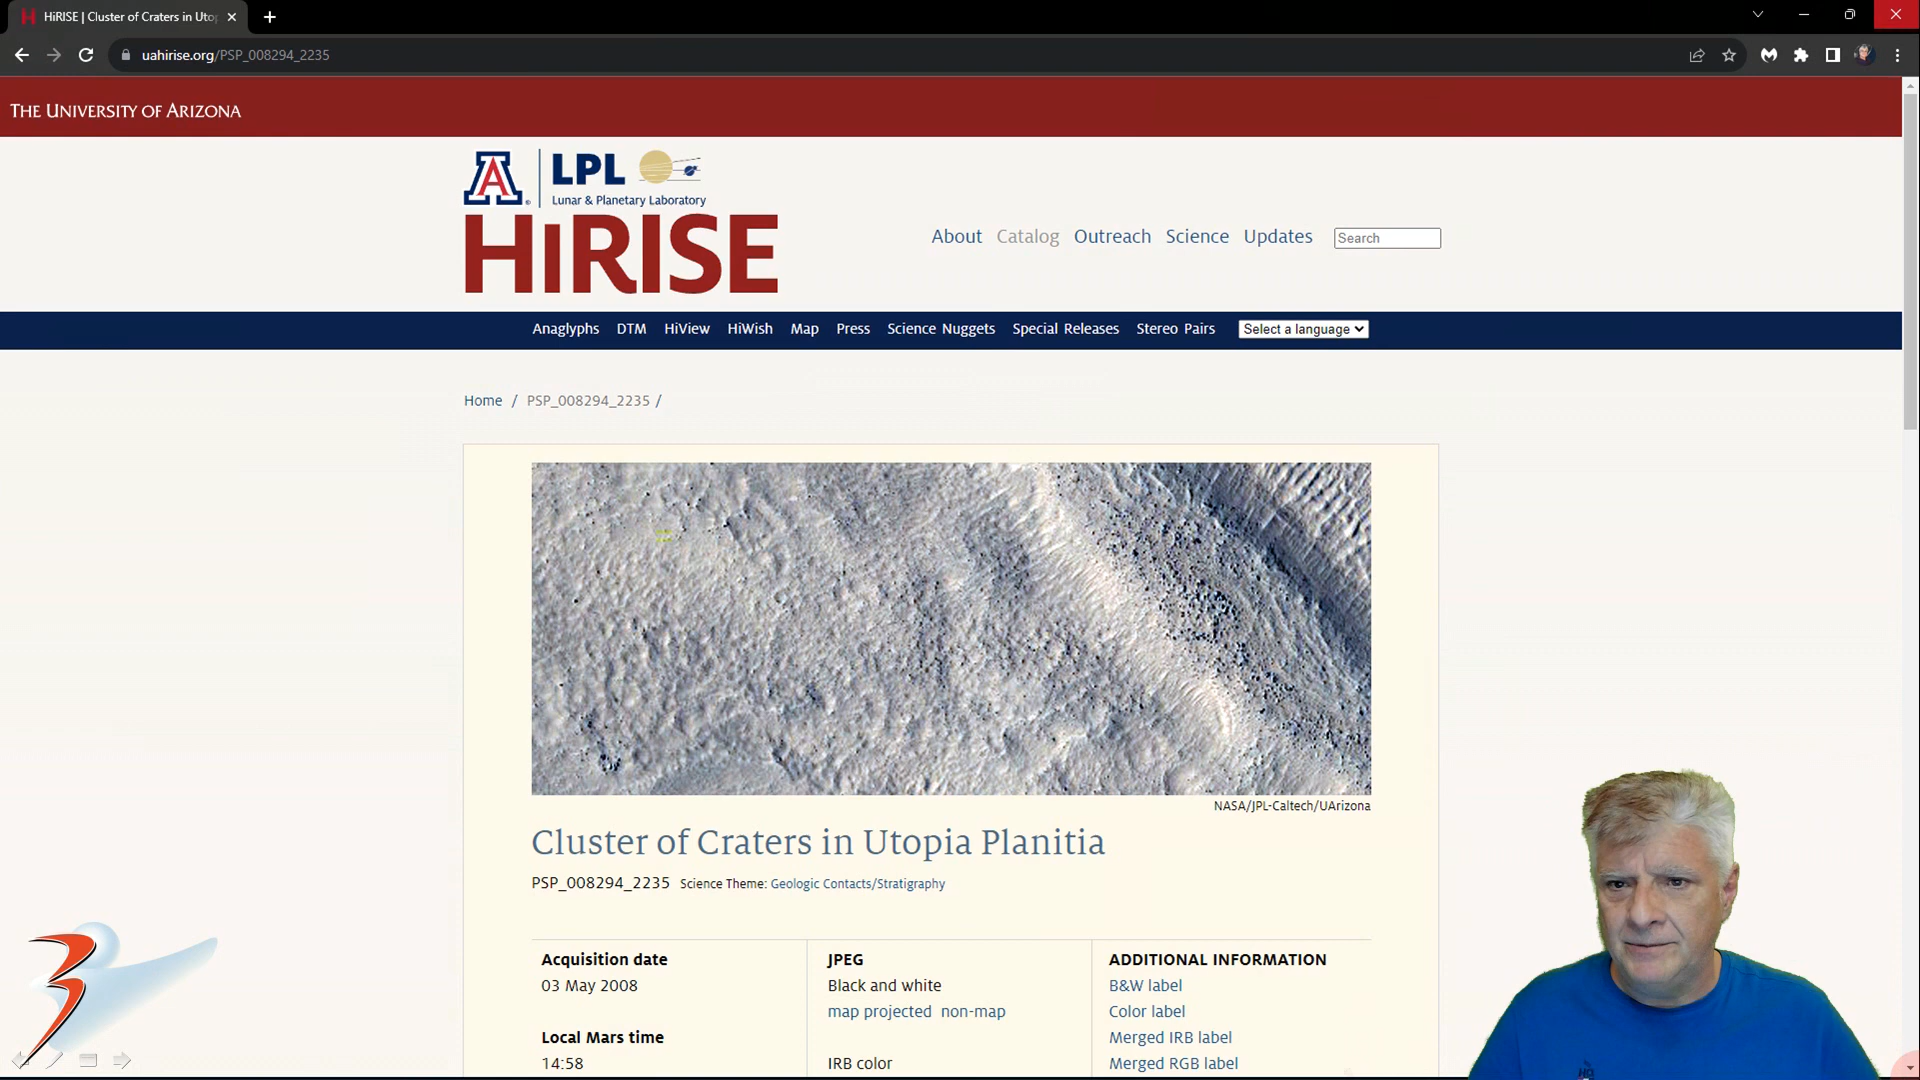 HiRISE | Cluster of Craters in Uto
uahirise.org/PSP_008294_2235
THE UNIVERSITY OF ARIZONA
A LPL
Lunar & Planetary Laboratory
HiRISE
About Catalog Outreach Science Updates Search
Anaglyphs DTM HiView HiWish Map Press Science Nuggets Special Releases Stereo Pairs Select a language
Home / PSP_008294_2235 /
NASA/JPL-Caltech/UArizona
Cluster of Craters in Utopia Planitia
PSP_008294_2235 Science Theme: Geologic Contacts/Stratigraphy
Acquisition date
03 May 2008
Local Mars time
14:58
JPEG
Black and white
map projected non-map
IRB color
ADDITIONAL INFORMATION
B&W label
Color label
Merged IRB label
Merged RGB label